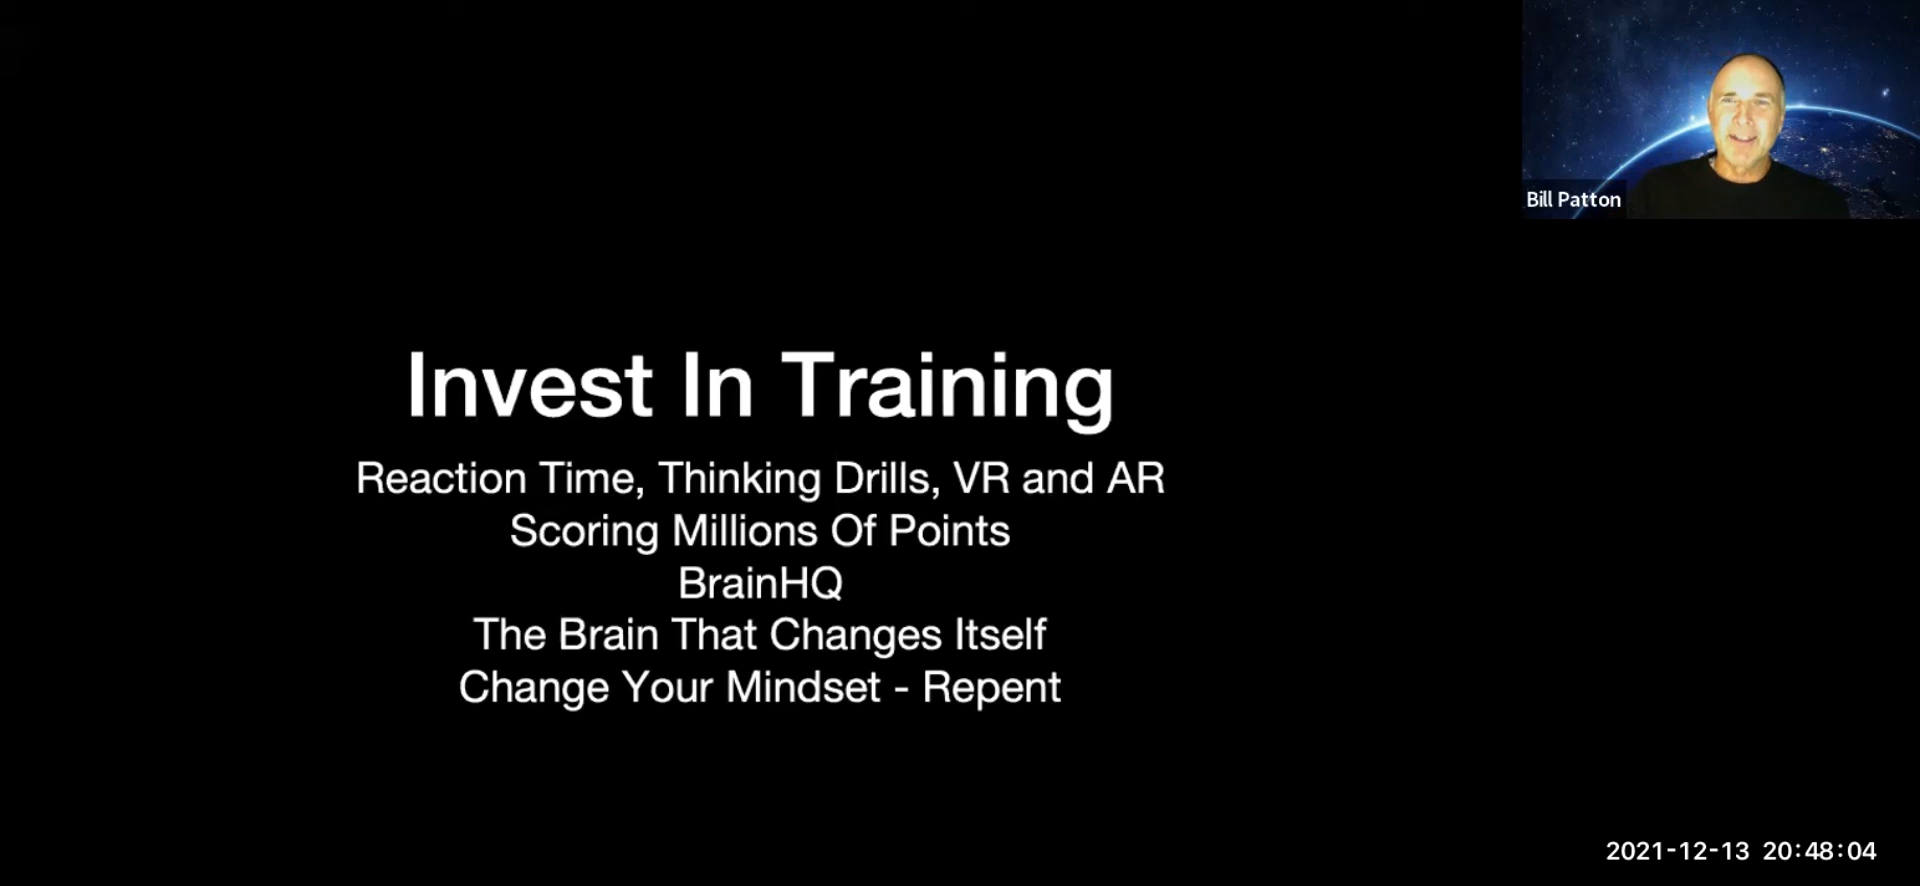 Bill Patton
Invest In Training
Reaction Time, Thinking Drills, VR and AR
Scoring Millions Of Points
BrainHQ
The Brain That Changes Itself
Change Your Mindset - Repent
2021-12-13 20:48:04